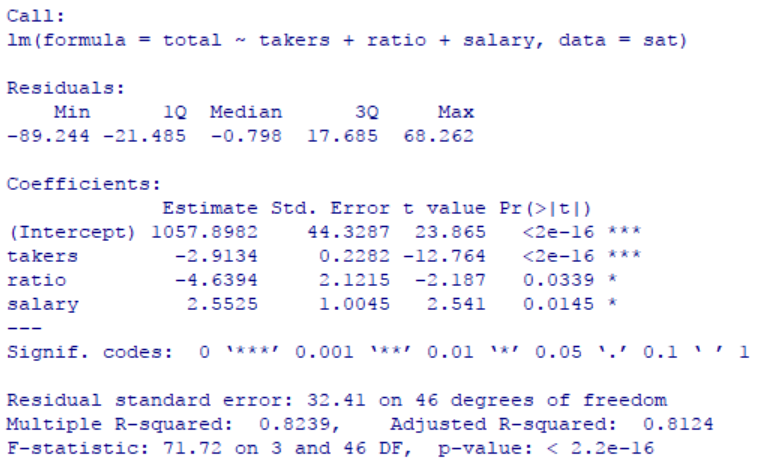 Call:
lm(formula = total ~ takers + ratio + salary, data = sat)
Residuals:
Min 1Q Median 3Q Max
-89.244 -21.485 -0.798 17.685 68.262
Coefficients:
Estimate Std. Error t value Pr(>|t|)
(Intercept) 1057.8982 44.3287 23.865 <2e-16 ***
takers -2.9134 0.2282 -12.764 <2e-16 ***
ratio -4.6394 2.1215 -2.187 0.0339 *
salary 2.5525 1.0045 2.541 0.0145 *
---
Signif. codes: 0 ‘***’ 0.001 ‘**’ 0.01 ‘*’ 0.05 ‘.’ 0.1 ‘ ’ 1
Residual standard error: 32.41 on 46 degrees of freedom
Multiple R-squared: 0.8239, Adjusted R-squared: 0.8124
F-statistic: 71.72 on 3 and 46 DF, p-value: < 2.2e-16